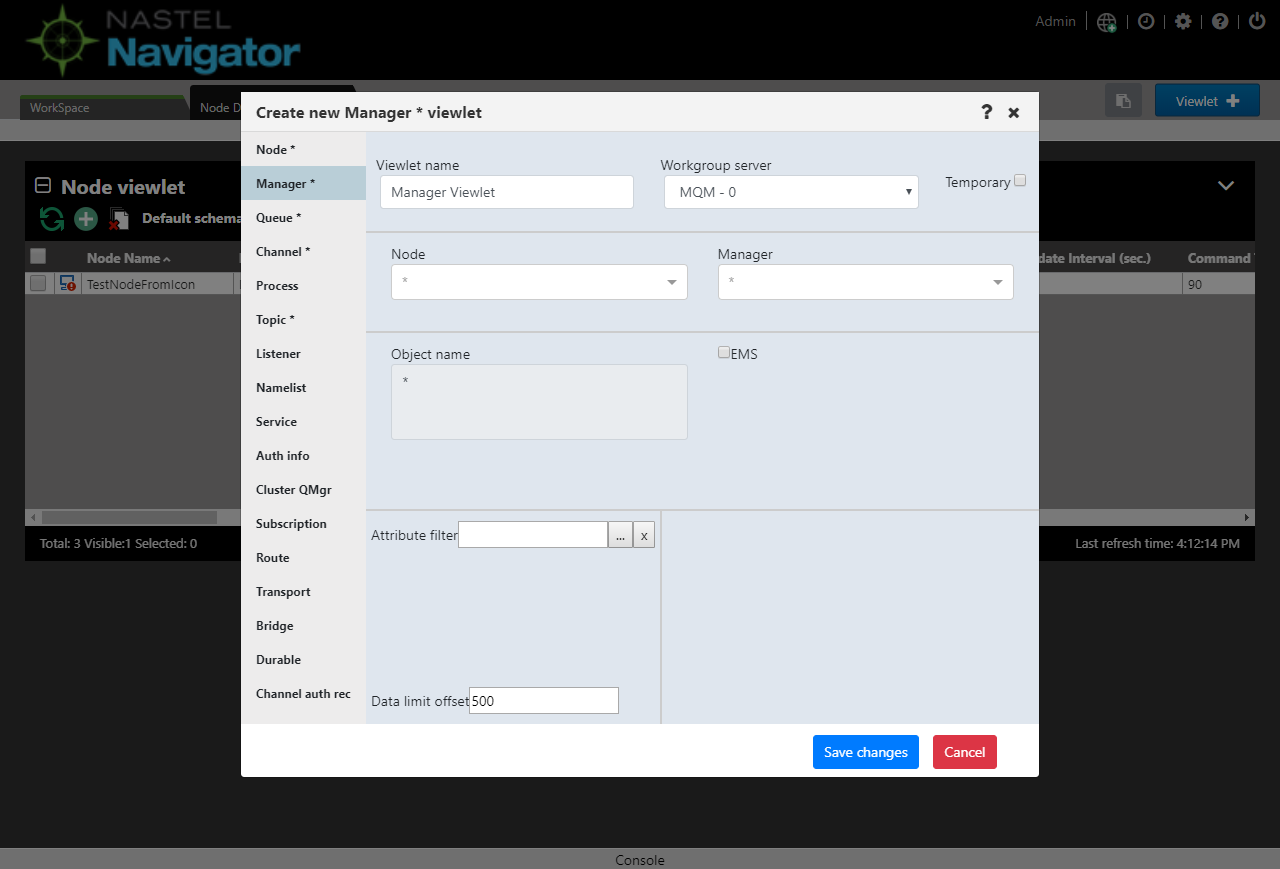 NASTEL
Navigator
Admin
WorkSpace
Node D
Viewlet
Create new Manager * viewlet
?
Node *
Manager *
Queue *
Channel *
Process
Topic *
Listener
Namelist
Service
Auth info
Cluster QMgr
Subscription
Route
Transport
Bridge
Durable
Channel auth rec
Viewlet name
Manager Viewlet
Workgroup server
MQM - 0
Temporary
Node
*
Manager
*
Object name
*
EMS
Attribute filter
... x
Data limit offset 500
Save changes
Cancel
Node viewlet
Default schema
Node Name
date Interval (sec.)
Command
TestNodeFromIcon
90
Total: 3 Visible:1 Selected: 0
Last refresh time: 4:12:14 PM
Console